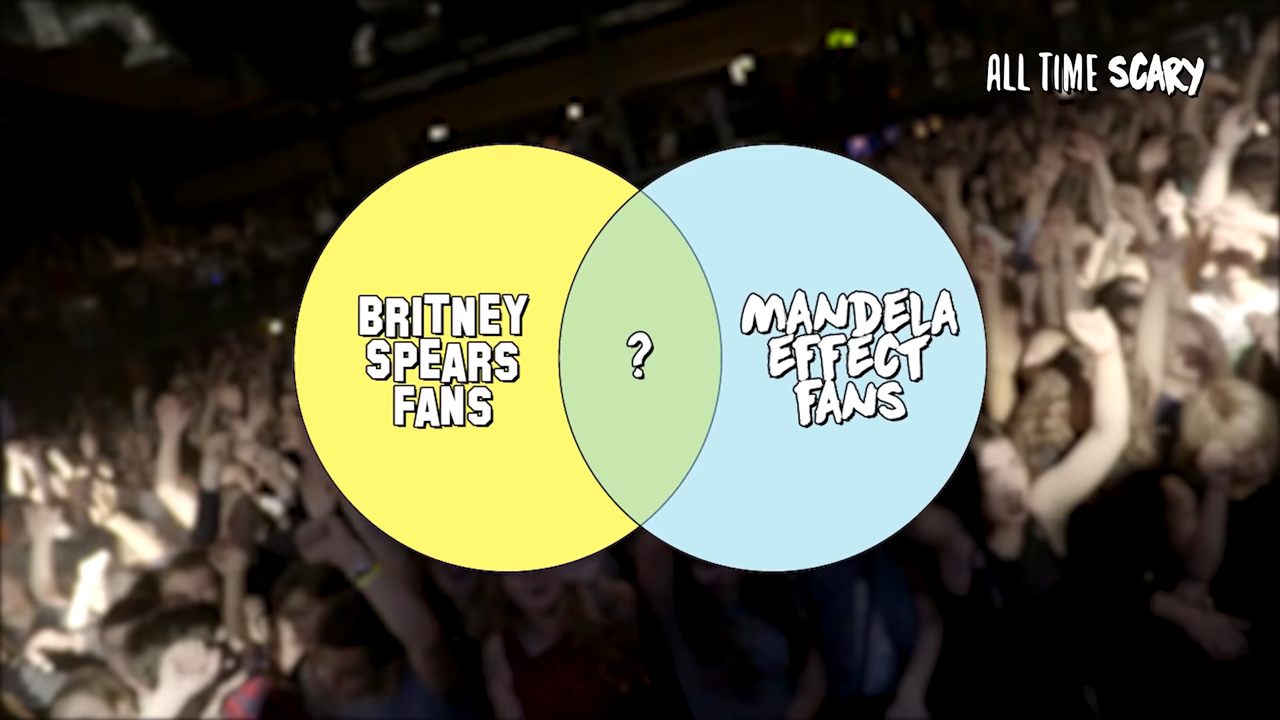 ALL TIME SCARY
BRITNEY
SPEARS
FANS
?
MANDELA
EFFECT
FANS